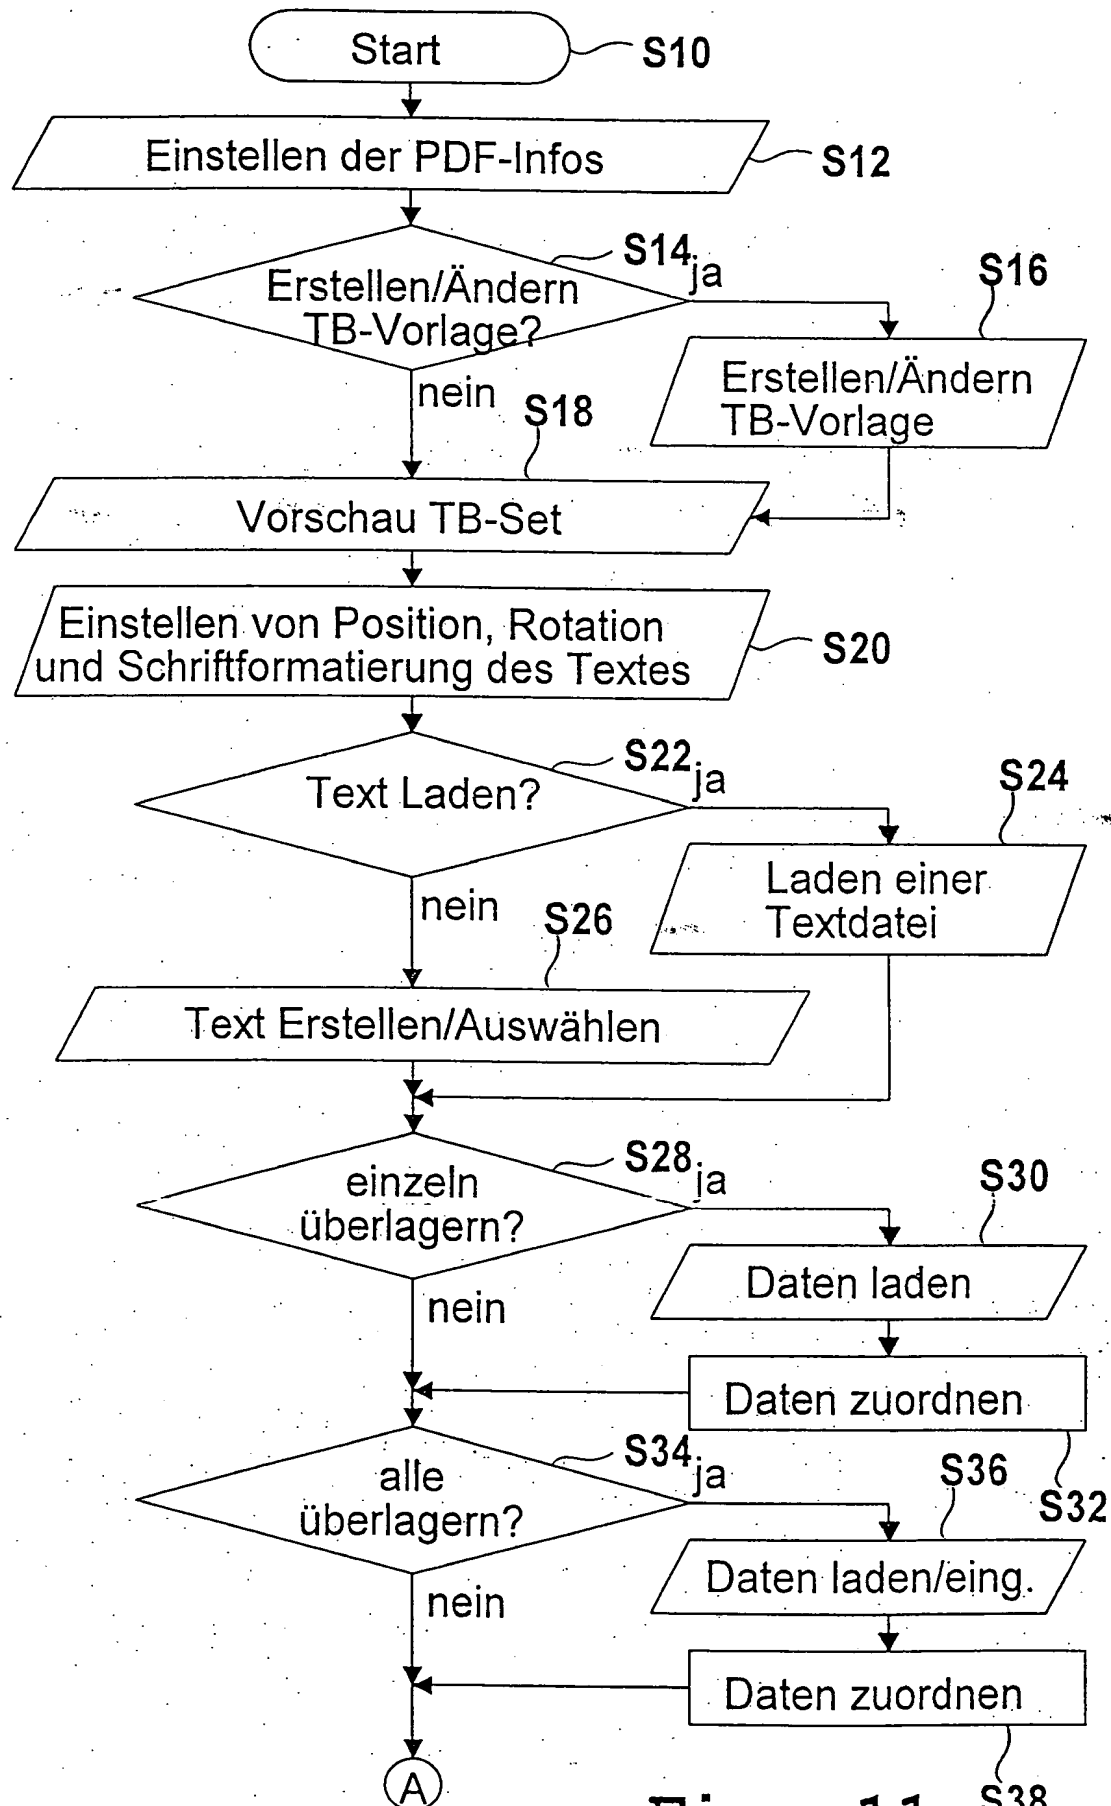 Start
S10
Einstellen der PDF-Infos
S12
S14
Erstellen/Ändern
TB-Vorlage?
ja
S16
Erstellen/Ändern
TB-Vorlage
nein
S18
Vorschau TB-Set
Einstellen von Position, Rotation
und Schriftformatierung des Textes
S20
S22
Text Laden?
ja
S24
Laden einer
Textdatei
nein
S26
Text Erstellen/Auswählen
S28
einzeln
überlagern?
ja
S30
Daten laden
nein
Daten zuordnen
S32
S34
alle
überlagern?
ja
S36
Daten laden/eing.
nein
Daten zuordnen
S38
A